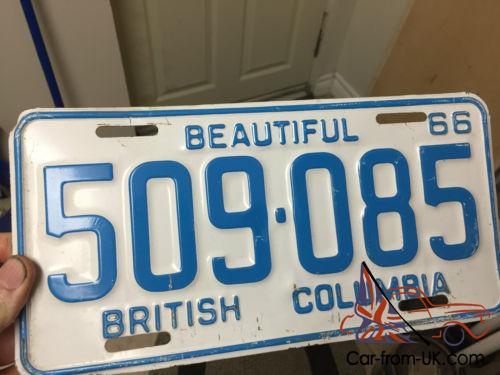 BEAUTIFUL 66
509·085
BRITISH COLUMBIA
Car-from-UK.com